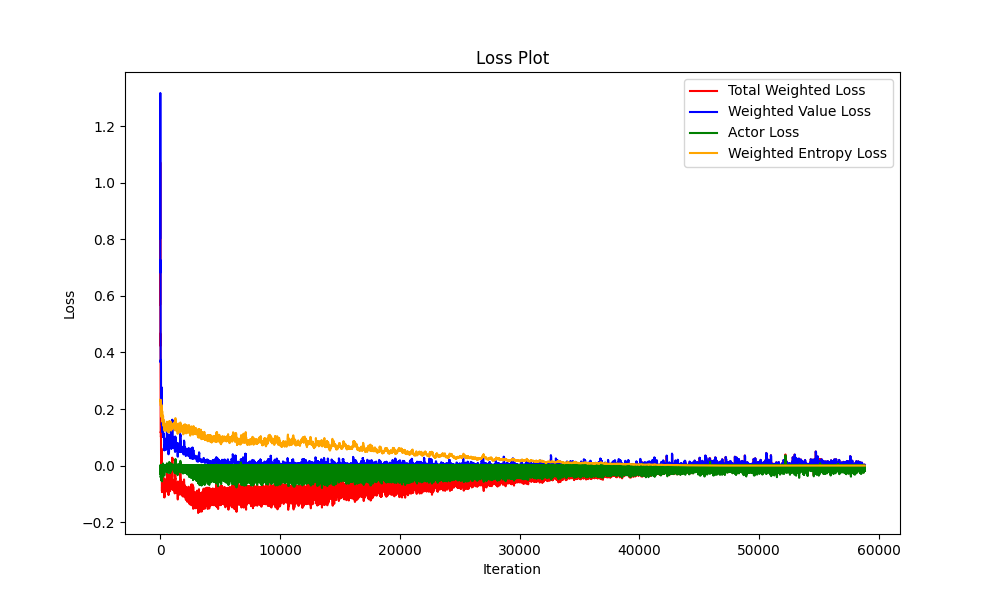 Loss Plot
Total Weighted Loss
Weighted Value Loss
Actor Loss
Weighted Entropy Loss
1.2
1.0
0.8
0.6
0.4
0.2
0.0
−0.2
Loss
0 10000 20000 30000 40000 50000 60000
Iteration